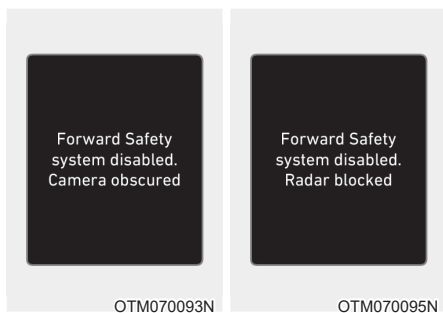 Forward Safety
system disabled.
Camera obscured
OTM070093N
Forward Safety
system disabled.
Radar blocked
OTM070095N